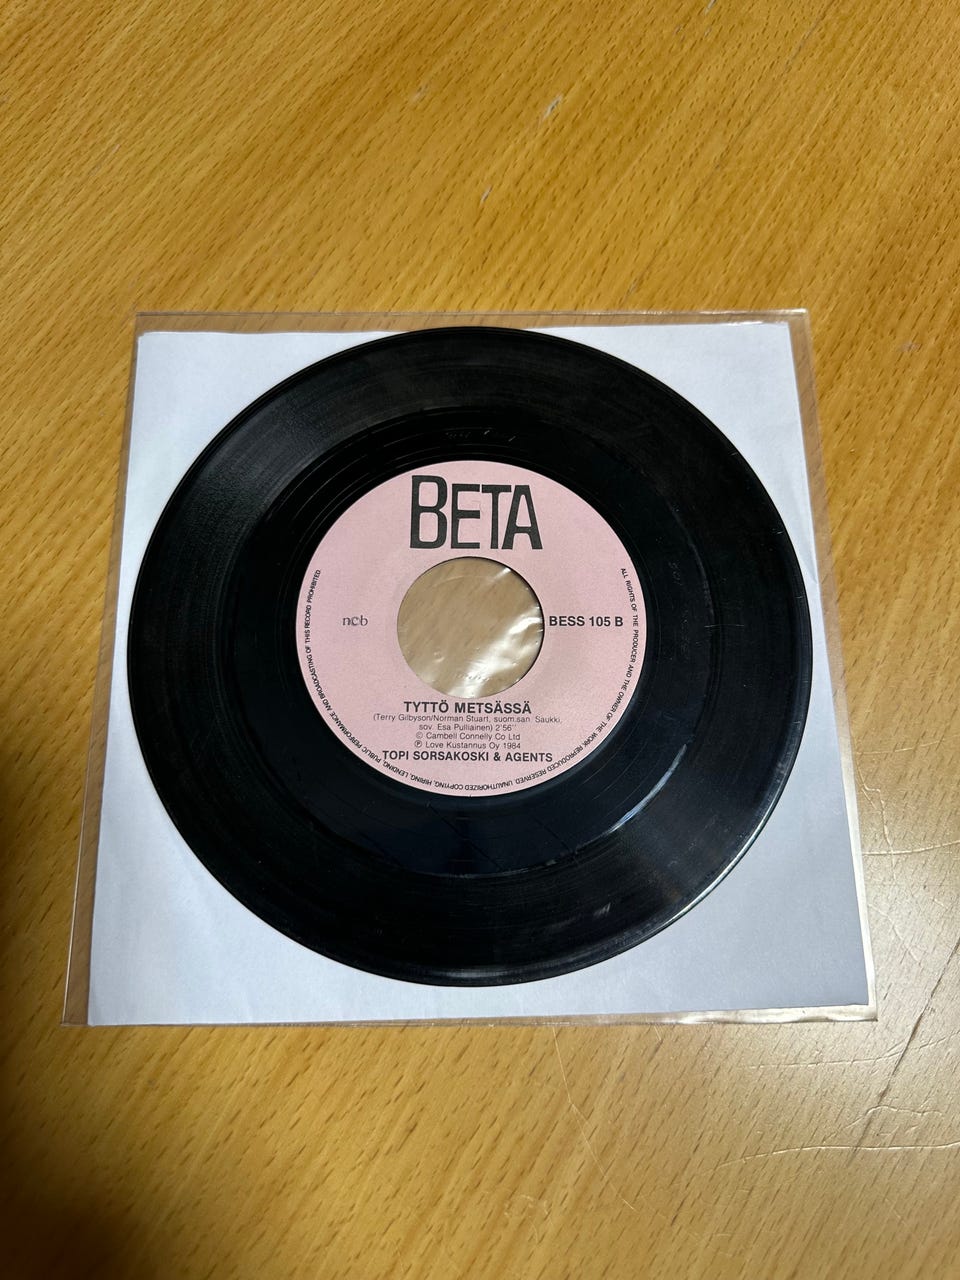 BETA
ncb
BESS 105 B
TYTTÖ METSÄSSÄ
(Terry Gilbyson/Norman Stuart, suom.san. Saukki,
sov. Esa Pulliainen) 2'56''
© Cambell Connelly Co Ltd
℗ Love Kustannus Oy 1984
TOPI SORSAKOSKI & AGENTS
ALL RIGHTS OF THE PRODUCER AND THE OWNER OF THE WORK REPRODUCED RESERVED. UNAUTHORIZED COPYING, HIRING, LENDING, PUBLIC PERFORMANCE AND BROADCASTING OF THIS RECORD PROHIBITED.